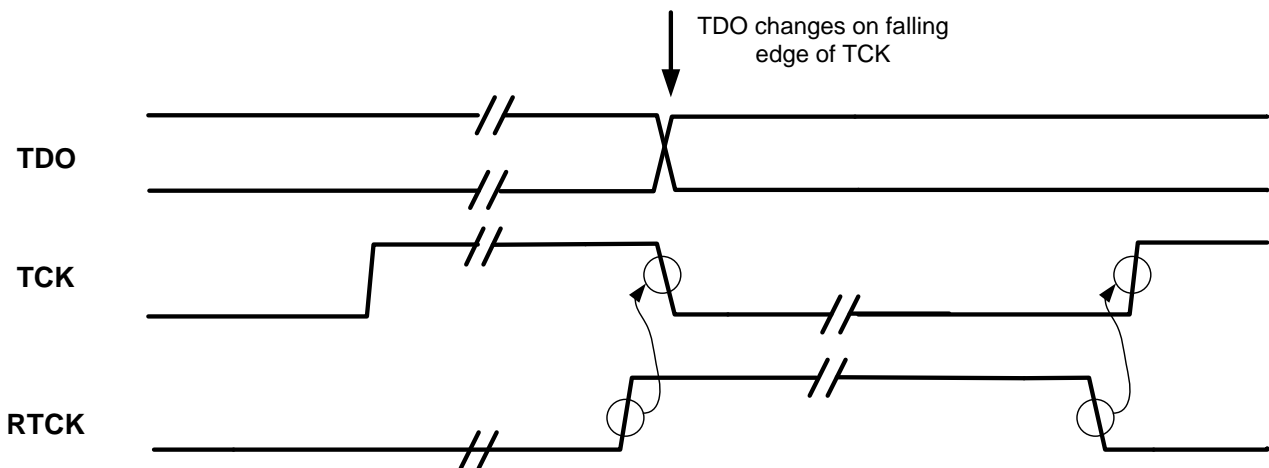 TDO changes on falling
edge of TCK
TDO
TCK
RTCK